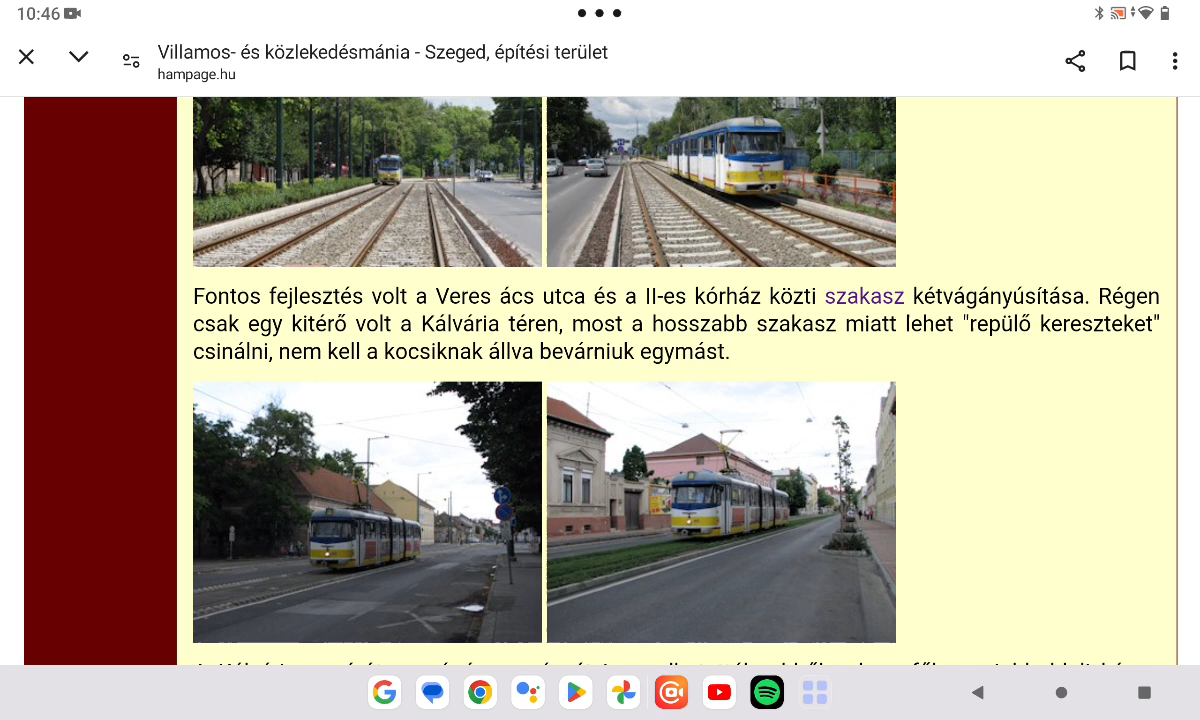 10:46
Villamos- és közlekedésmánia - Szeged, építési terület
hampage.hu
Fontos fejlesztés volt a Veres ács utca és a II-es kórház közti szakasz kétvágányúsítása. Régen
csak egy kitérő volt a Kálvária téren, most a hosszabb szakasz miatt lehet "repülő kereszteket"
csinálni, nem kell a kocsiknak állva bevárniuk egymást.